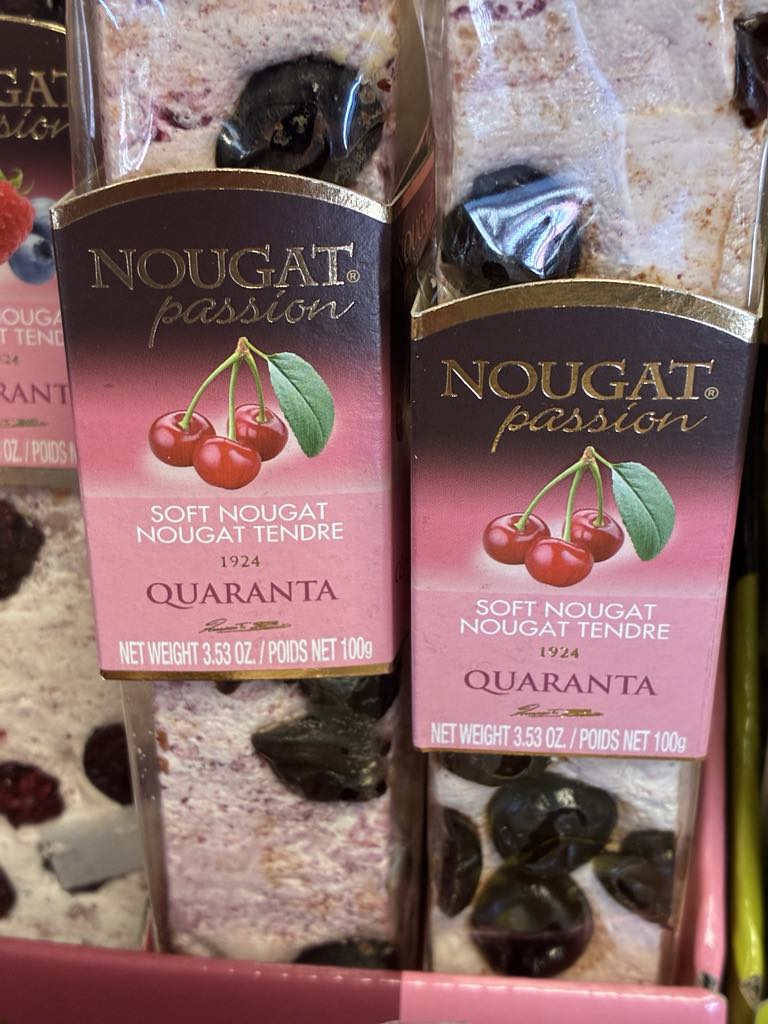 NOUGAT®
passion
SOFT NOUGAT
NOUGAT TENDRE
1924
QUARANTA
NET WEIGHT 3.53 OZ. / POIDS NET 100g
NOUGAT®
passion
SOFT NOUGAT
NOUGAT TENDRE
1924
QUARANTA
NET WEIGHT 3.53 OZ. / POIDS NET 100g